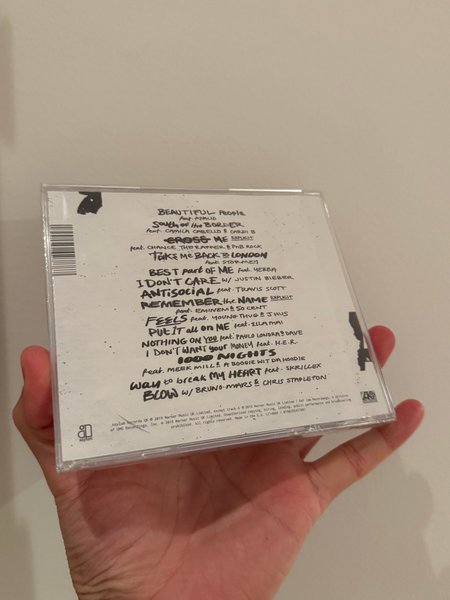 BEAUTIFUL PEOPLE
feat. KHALID
South of the BORDER
feat. CAMILA CABELLO & CARDI B
CROSS ME EXPLICIT
feat. CHANCE THE RAPPER & PnB ROCK
TAKE ME BACK to LONDON
feat. STORMZY
BEST part OF ME feat. YEBBA
I DON'T CARE w/ JUSTIN BIEBER
ANTISOCIAL feat. TRAVIS SCOTT
REMEMBER the NAME EXPLICIT
feat. EMINEM & 50 CENT
FEELS feat. YOUNG THUG & J HUS
PUT IT all on ME feat. ELLA MAI
NOTHING ON YOU feat. PAULO LONDRA & DAVE
I DON'T WANT your MONEY feat. H.E.R.
1000 NIGHTS
feat. MEEK MILL & A BOOGIE WIT DA HOODIE
WAY to break MY HEART feat. SKRILLEX
BLOW w/ BRUNO MARS & CHRIS STAPLETON